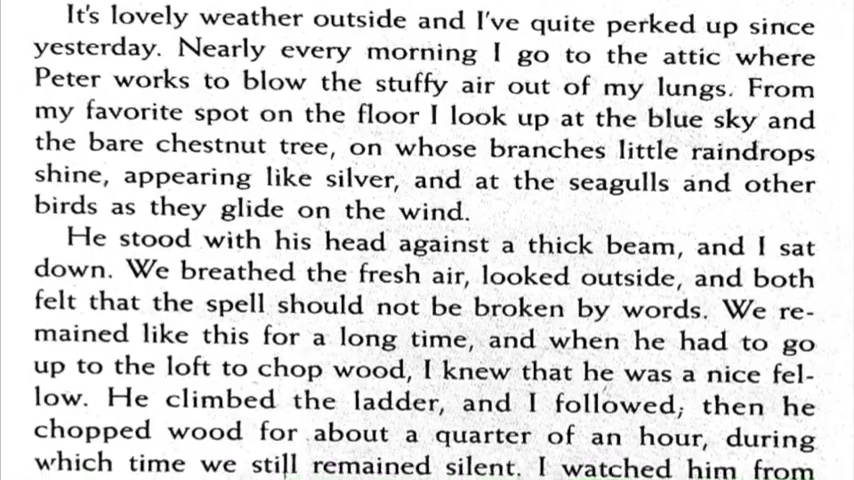 It's lovely weather outside and I've quite perked up since
yesterday. Nearly every morning I go to the attic where
Peter works to blow the stuffy air out of my lungs. From
my favorite spot on the floor I look up at the blue sky and
the bare chestnut tree, on whose branches little raindrops
shine, appearing like silver, and at the seagulls and other
birds as they glide on the wind.
He stood with his head against a thick beam, and I sat
down. We breathed the fresh air, looked outside, and both
felt that the spell should not be broken by words. We re-
mained like this for a long time, and when he had to go
up to the loft to chop wood, I knew that he was a nice fel-
low. He climbed the ladder, and I followed; then he
chopped wood for about a quarter of an hour, during
which time we still remained silent. I watched him from